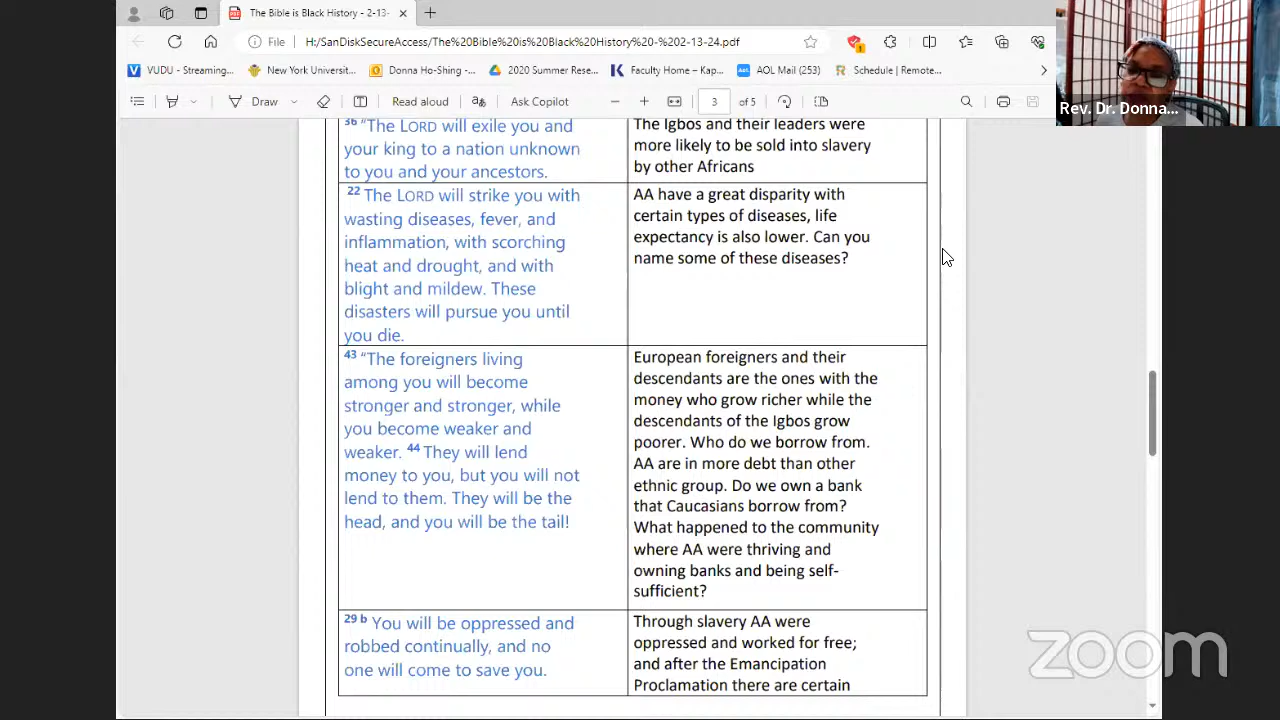 The Bible is Black History - 2-13-
File
H:/SanDiskSecureAccess/The%20Bible%20is%20Black%20History%20-%202-13-24.pdf
1
VUDU - Streaming...
New York Universit...
Donna Ho-Shing -...
2020 Summer Rese...
Faculty Home – Kap...
Aol.
AOL Mail (253)
Schedule | Remote...
Draw
Read aloud
Ask Copilot
3
of 5
Rev. Dr. Donna...
36 “The LORD will exile you and
your king to a nation unknown
to you and your ancestors.
The Igbos and their leaders were
more likely to be sold into slavery
by other Africans
22 The LORD will strike you with
wasting diseases, fever, and
inflammation, with scorching
heat and drought, and with
blight and mildew. These
disasters will pursue you until
you die.
AA have a great disparity with
certain types of diseases, life
expectancy is also lower. Can you
name some of these diseases?
43 “The foreigners living
among you will become
stronger and stronger, while
you become weaker and
weaker. 44 They will lend
money to you, but you will not
lend to them. They will be the
head, and you will be the tail!
European foreigners and their
descendants are the ones with the
money who grow richer while the
descendants of the Igbos grow
poorer. Who do we borrow from.
AA are in more debt than other
ethnic group. Do we own a bank
that Caucasians borrow from?
What happened to the community
where AA were thriving and
owning banks and being self-
sufficient?
29 b You will be oppressed and
robbed continually, and no
one will come to save you.
Through slavery AA were
oppressed and worked for free;
and after the Emancipation
Proclamation there are certain
zoom